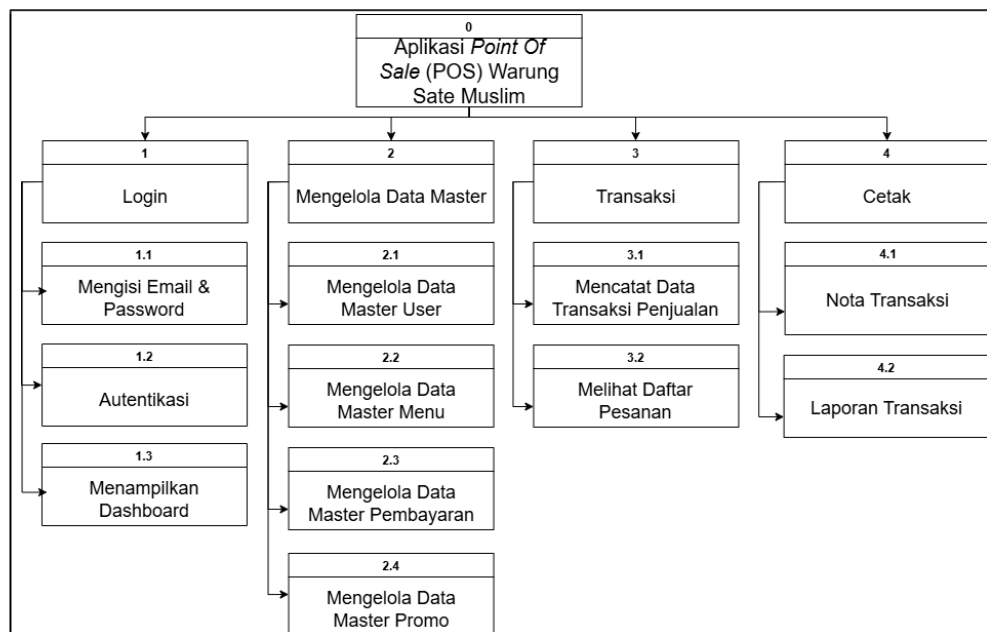 0
Aplikasi Point Of
Sale (POS) Warung
Sate Muslim
1
Login
2
Mengelola Data Master
3
Transaksi
4
Cetak
1.1
Mengisi Email &
Password
1.2
Autentikasi
1.3
Menampilkan
Dashboard
2.1
Mengelola Data
Master User
2.2
Mengelola Data
Master Menu
2.3
Mengelola Data
Master Pembayaran
2.4
Mengelola Data
Master Promo
3.1
Mencatat Data
Transaksi Penjualan
3.2
Melihat Daftar
Pesanan
4.1
Nota Transaksi
4.2
Laporan Transaksi